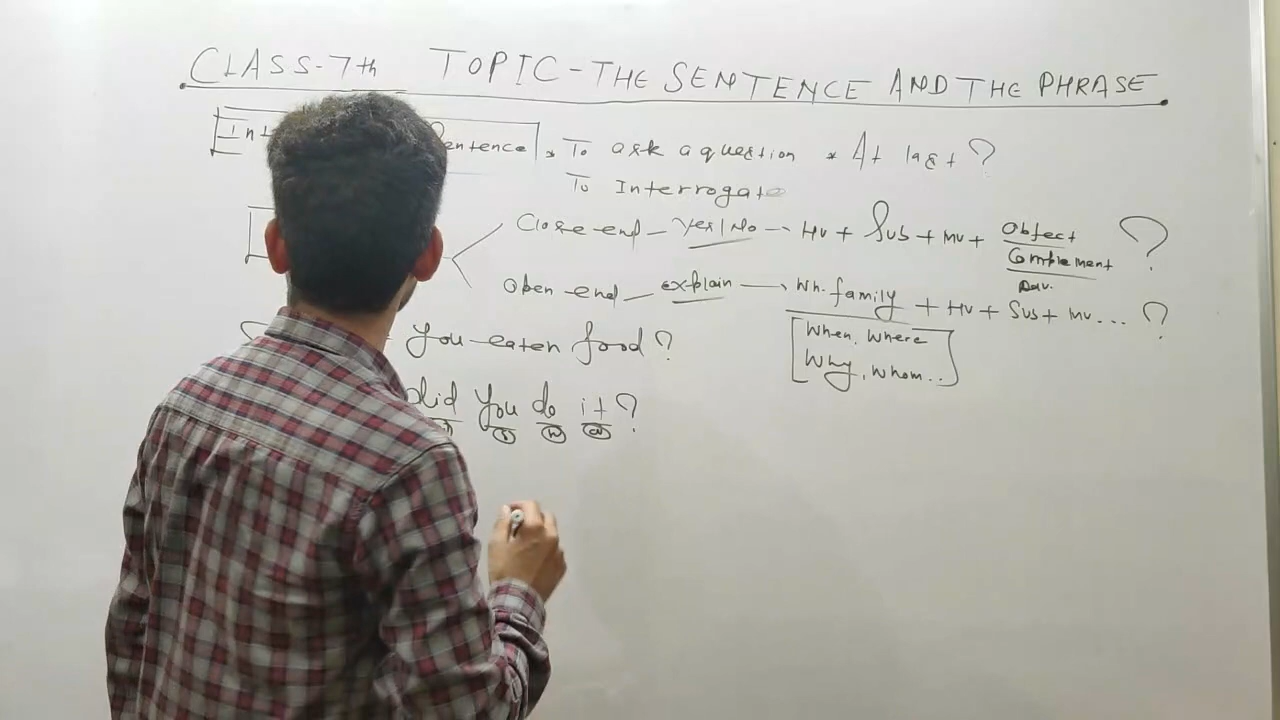 CLASS-7th TOPIC-THE SENTENCE AND THE PHRASE
Int Sentence * To ask a question * At last ?
To Interrogate
Close end - Yes/No → Hv + Sub + mv + Object ?
Complement
Adv.
Open end - explain → Wh. family + Hv + Sub + mv... ?
When, Where
Why, Whom..
You eaten food ?
did you do it ?